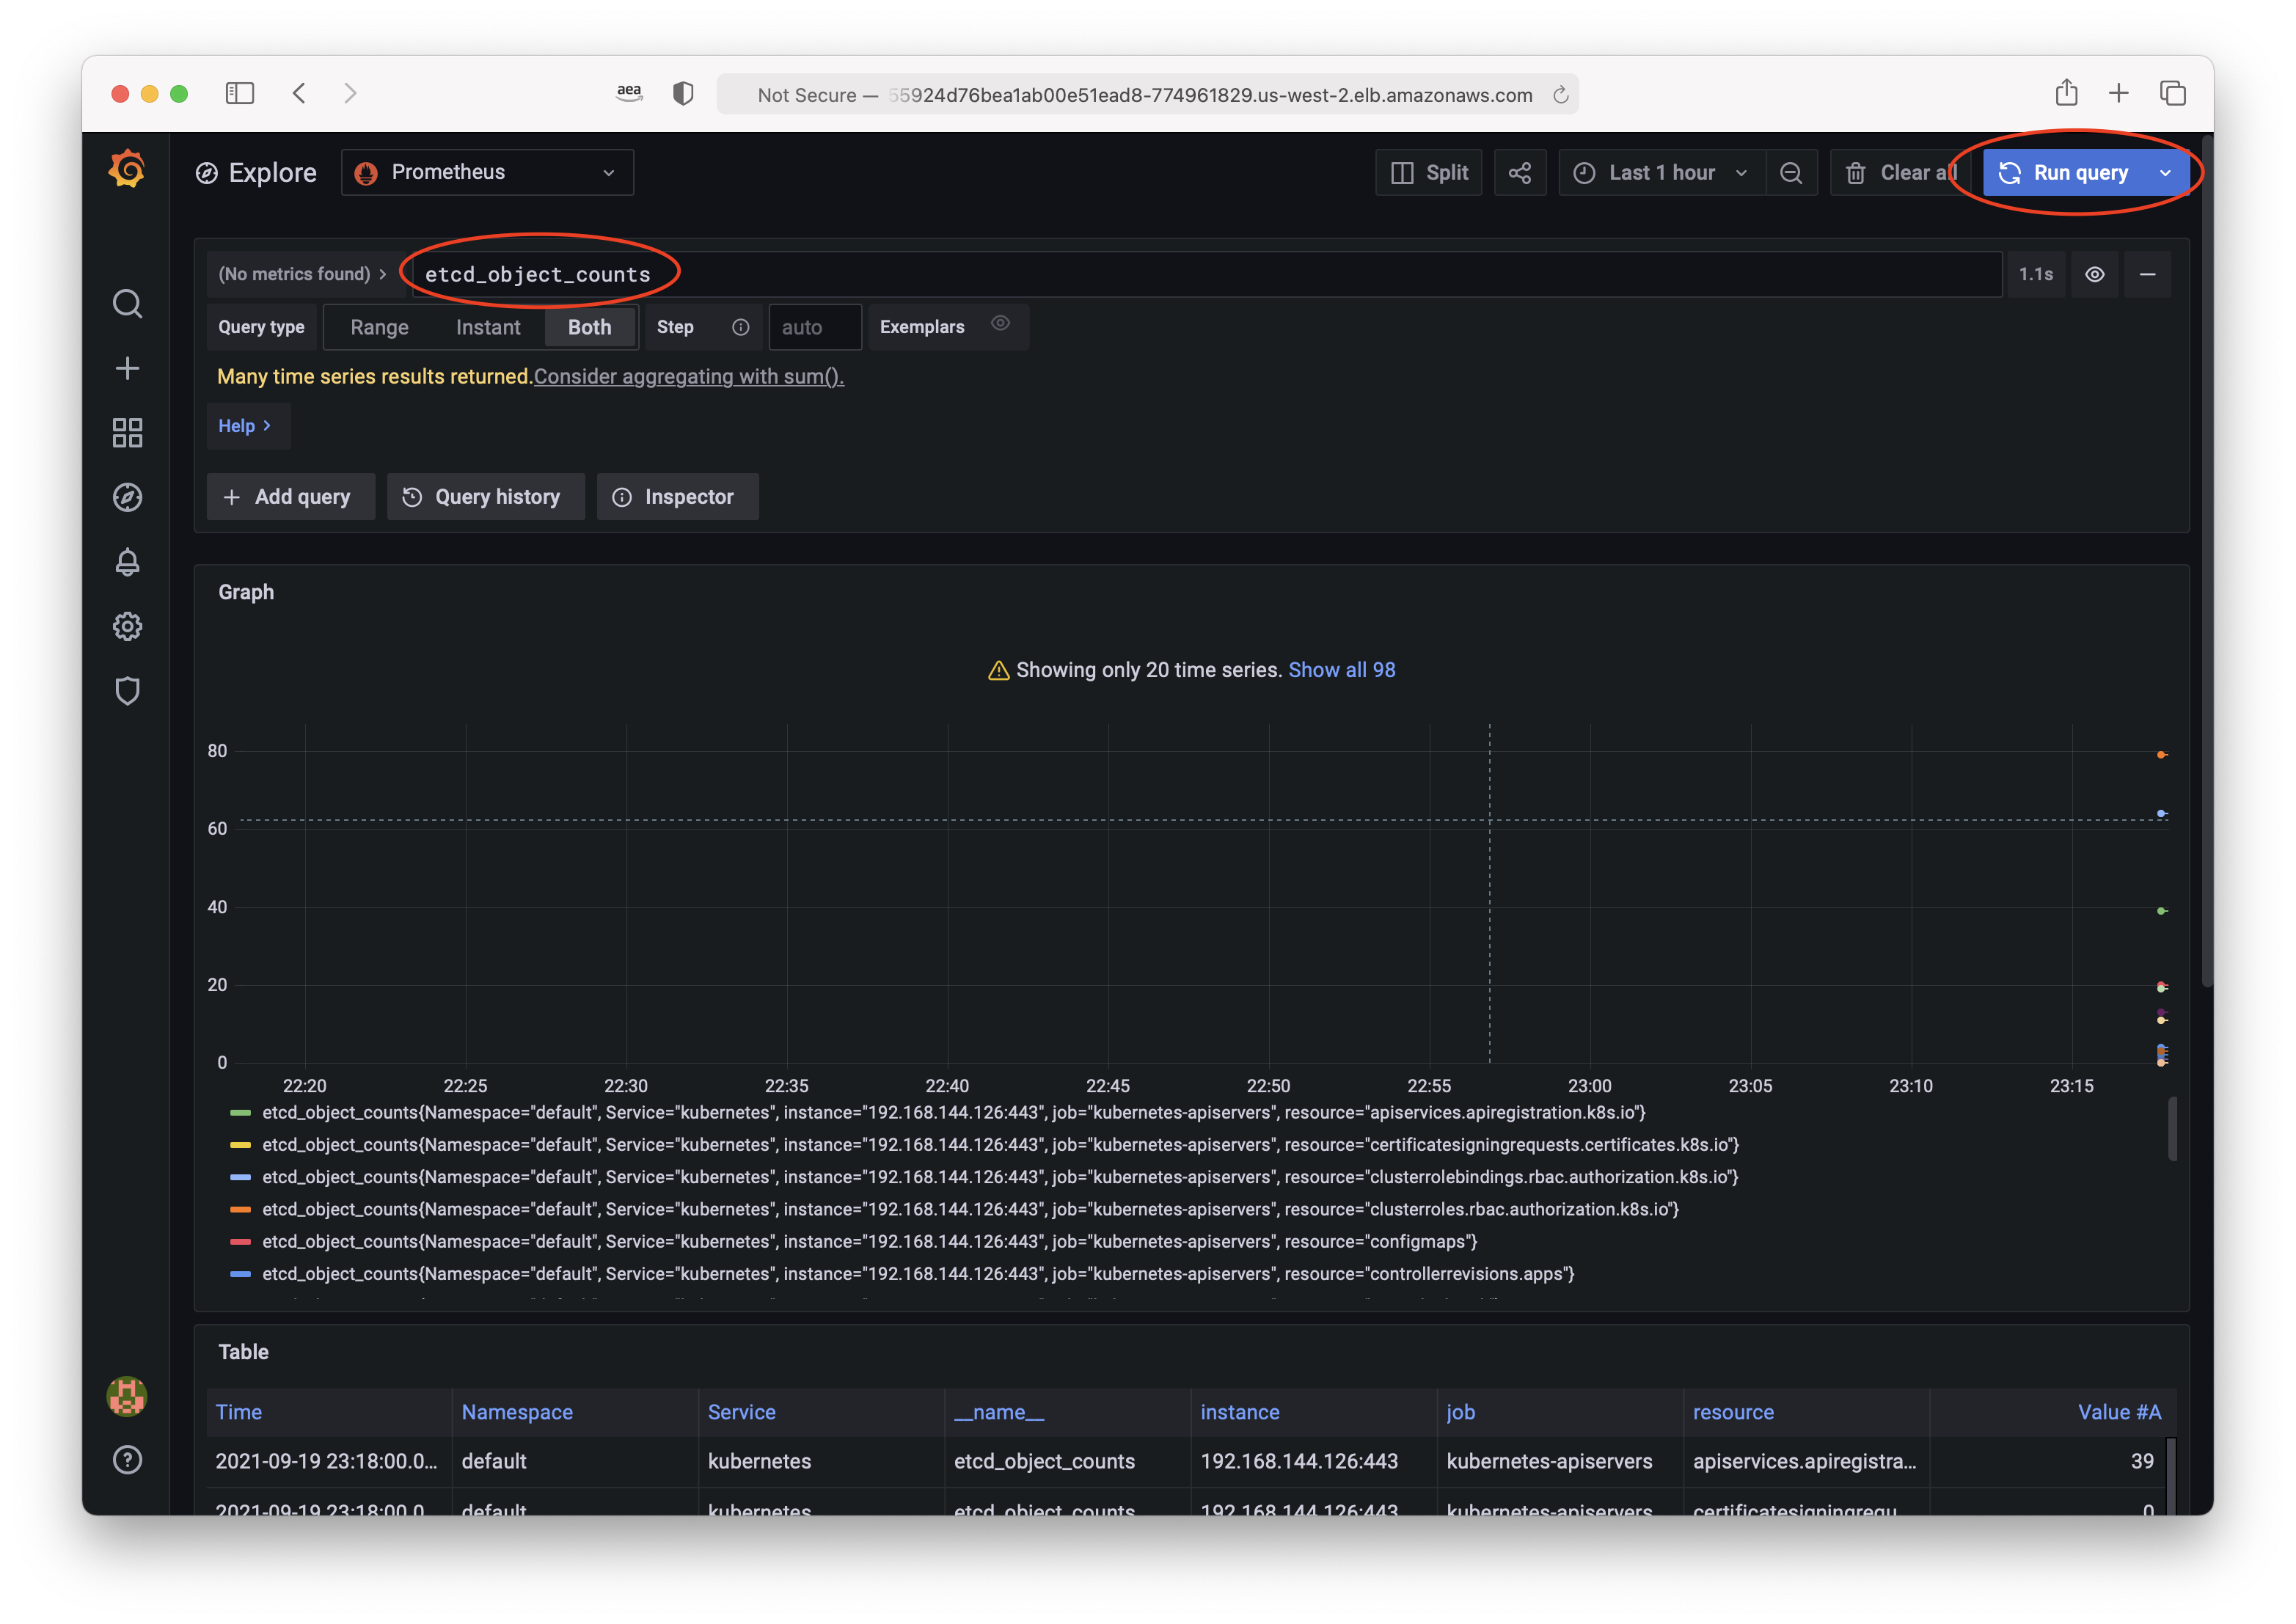 aea
Not Secure — 55924d76bea1ab00e51ead8-774961829.us-west-2.elb.amazonaws.com
Explore
Prometheus
Split
Last 1 hour
Clear all
Run query
(No metrics found) >
etcd_object_counts
1.1s
Query type
Range
Instant
Both
Step
auto
Exemplars
Many time series results returned.Consider aggregating with sum().
Help >
+ Add query
Query history
Inspector
Graph
Showing only 20 time series. Show all 98
80
60
40
20
0
22:20 22:25 22:30 22:35 22:40 22:45 22:50 22:55 23:00 23:05 23:10 23:15
etcd_object_counts{Namespace="default", Service="kubernetes", instance="192.168.144.126:443", job="kubernetes-apiservers", resource="apiservices.apiregistration.k8s.io"}
etcd_object_counts{Namespace="default", Service="kubernetes", instance="192.168.144.126:443", job="kubernetes-apiservers", resource="certificatesigningrequests.certificates.k8s.io"}
etcd_object_counts{Namespace="default", Service="kubernetes", instance="192.168.144.126:443", job="kubernetes-apiservers", resource="clusterrolebindings.rbac.authorization.k8s.io"}
etcd_object_counts{Namespace="default", Service="kubernetes", instance="192.168.144.126:443", job="kubernetes-apiservers", resource="clusterroles.rbac.authorization.k8s.io"}
etcd_object_counts{Namespace="default", Service="kubernetes", instance="192.168.144.126:443", job="kubernetes-apiservers", resource="configmaps"}
etcd_object_counts{Namespace="default", Service="kubernetes", instance="192.168.144.126:443", job="kubernetes-apiservers", resource="controllerrevisions.apps"}
Table
Time Namespace Service __name__ instance job resource Value #A
2021-09-19 23:18:00.0... default kubernetes etcd_object_counts 192.168.144.126:443 kubernetes-apiservers apiservices.apiregistra... 39
2021-09-19 23:18:00.0 default kubernetes etcd_object_counts 192.168.144.126:443 kubernetes-apiservers certificatesigningrequ 0